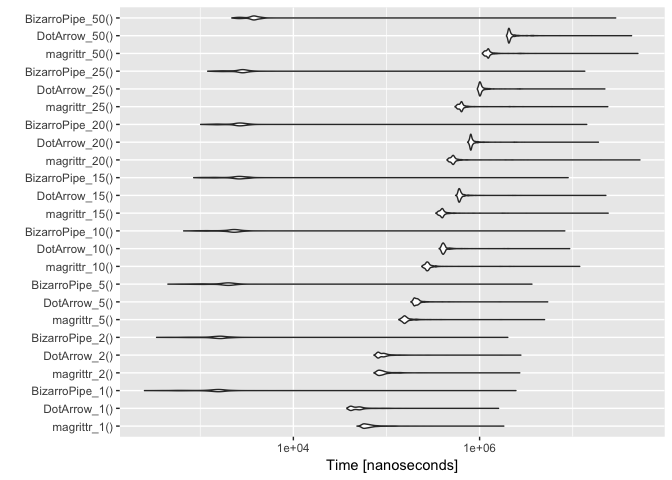 BizarroPipe_50()
DotArrow_50()
magrittr_50()
BizarroPipe_25()
DotArrow_25()
magrittr_25()
BizarroPipe_20()
DotArrow_20()
magrittr_20()
BizarroPipe_15()
DotArrow_15()
magrittr_15()
BizarroPipe_10()
DotArrow_10()
magrittr_10()
BizarroPipe_5()
DotArrow_5()
magrittr_5()
BizarroPipe_2()
DotArrow_2()
magrittr_2()
BizarroPipe_1()
DotArrow_1()
magrittr_1()
1e+04 1e+06
Time [nanoseconds]